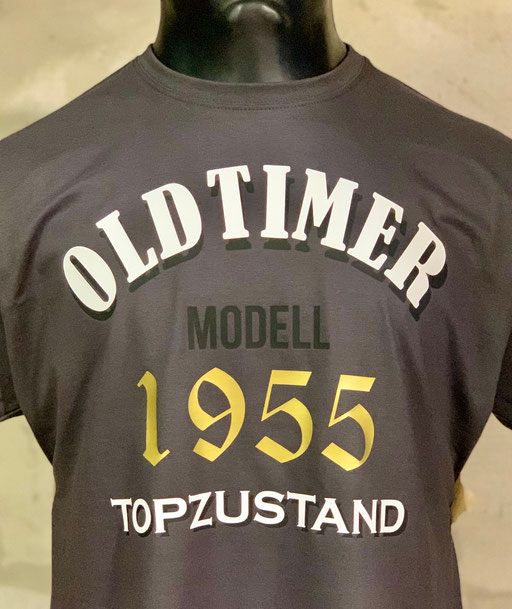 OLDTIMER
MODELL
1955
TOPZUSTAND